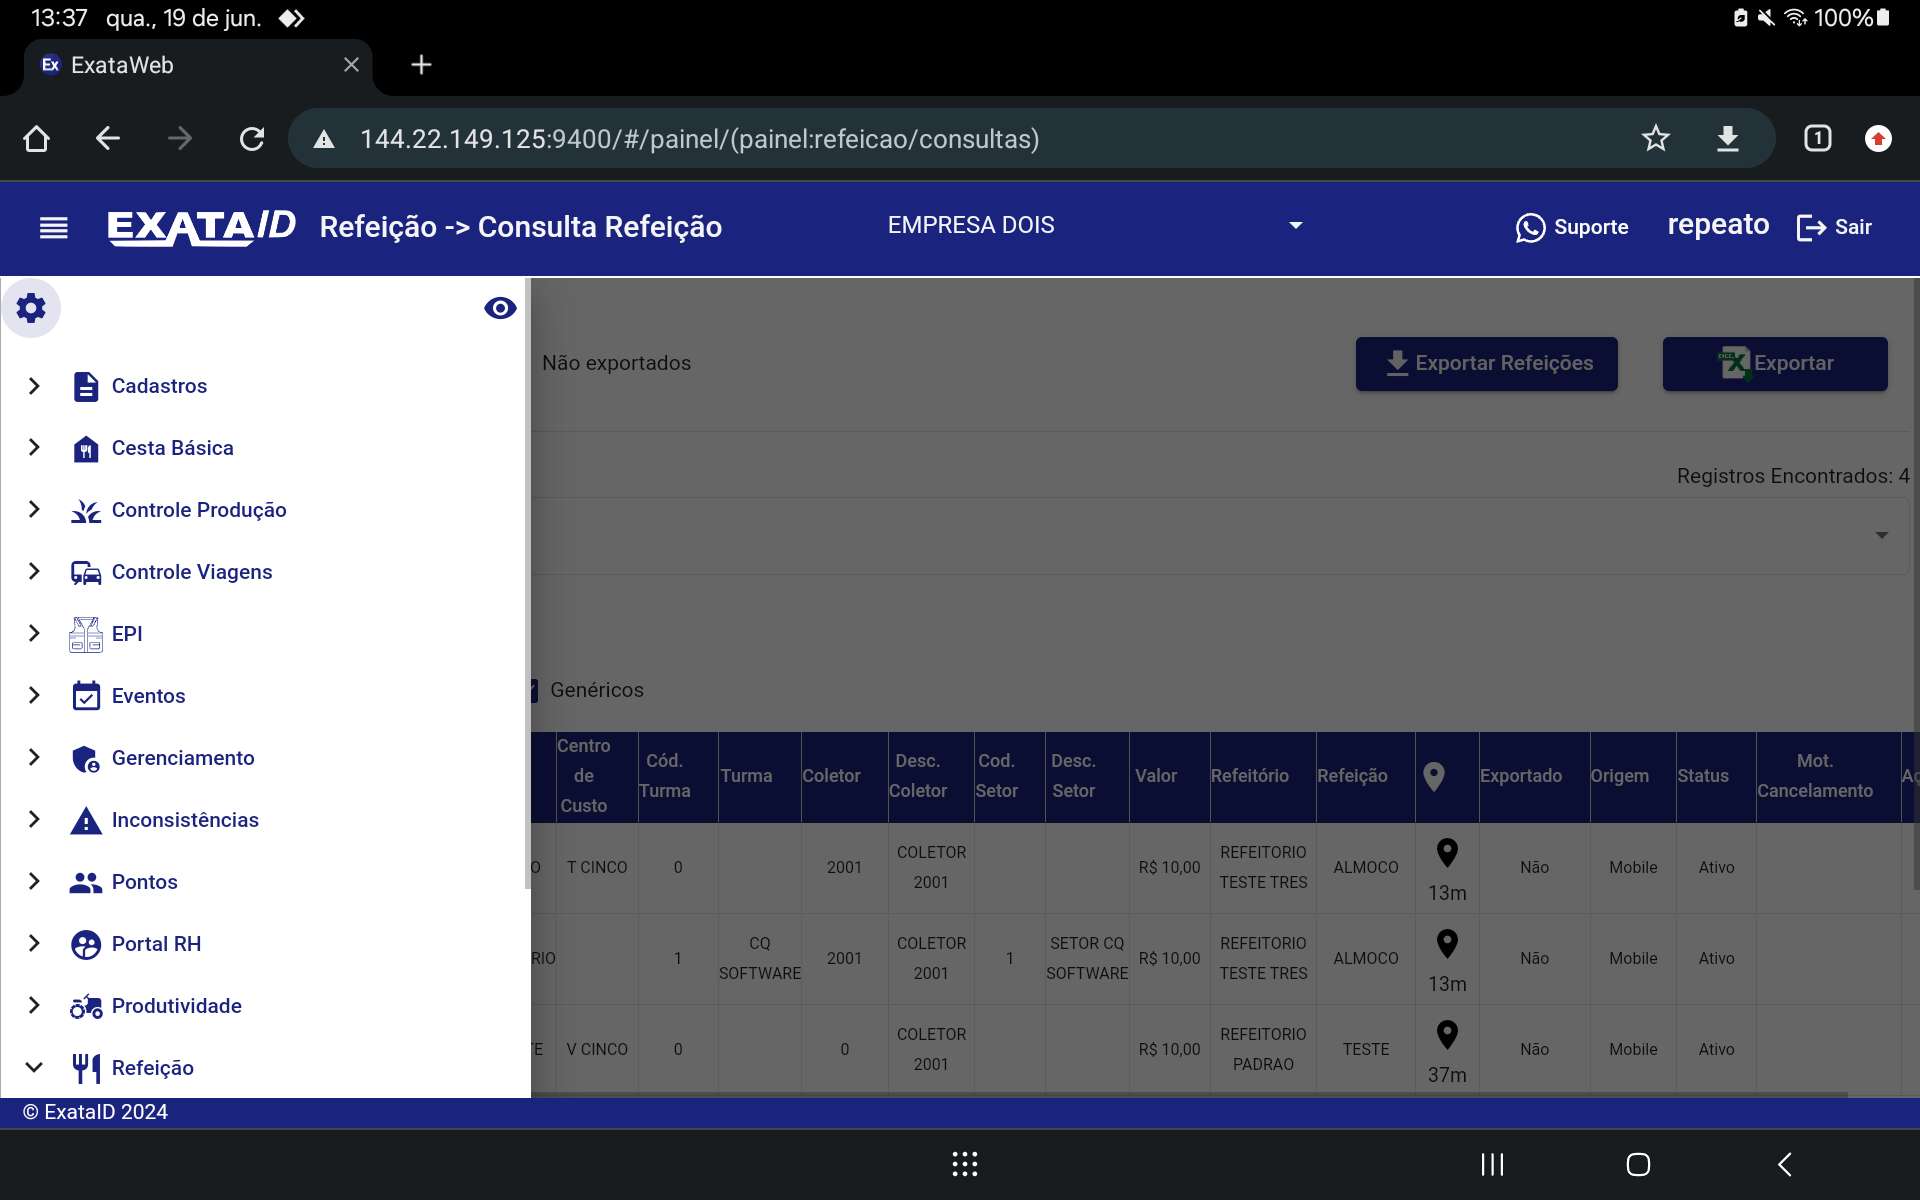 13:37 qua., 19 de jun. 100%
Ex ExataWeb
144.22.149.125:9400/#/painel/(painel:refeicao/consultas) 1
EXATAID Refeição -> Consulta Refeição EMPRESA DOIS Suporte repeato Sair
Não exportados Exportar Refeições Exportar
Cadastros
Cesta Básica
Registros Encontrados: 4
Controle Produção
Controle Viagens
EPI
Eventos
Genéricos
Gerenciamento
Inconsistências
Pontos
Portal RH
Produtividade
Refeição
Centro de Custo Cód. Turma Turma Coletor Desc. Coletor Cod. Setor Desc. Setor Valor Refeitório Refeição Exportado Origem Status Mot. Cancelamento
O T CINCO 0 2001 COLETOR 2001 R$ 10,00 REFEITORIO TESTE TRES ALMOCO 13m Não Mobile Ativo
RIO 1 CQ SOFTWARE 2001 COLETOR 2001 1 SETOR CQ SOFTWARE R$ 10,00 REFEITORIO TESTE TRES ALMOCO 13m Não Mobile Ativo
E V CINCO 0 0 COLETOR 2001 R$ 10,00 REFEITORIO PADRAO TESTE 37m Não Mobile Ativo
© ExataID 2024